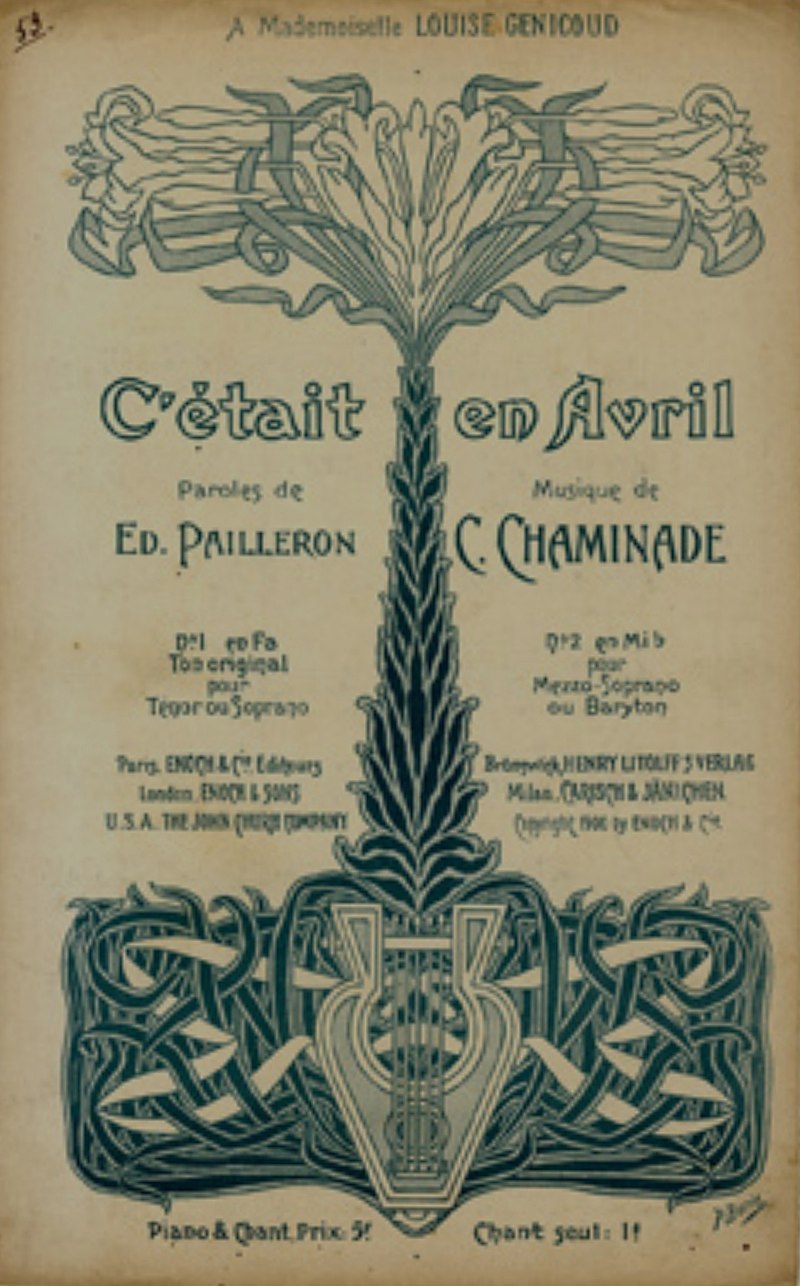 53.
A Mademoiselle LOUISE GENICOUD
C'était en Avril
Paroles de
ED. PAILLERON
Musique de
C. CHAMINADE
Nº1 en Fa
Ton original
pour
Ténor ou Soprano
Nº2 en Mi b
pour
Mezzo-Soprano
ou Baryton
Paris, ENOCH & Cie Editeurs
London, ENOCH & SONS
U.S.A. THE JOHN CHURCH COMPANY
Brunswick, HENRY LITOLFF'S VERLAG
Milan, CARISCH & JÄNICHEN
Copyright 1906 by ENOCH & Cie
Piano & Chant, Prix: 5f
Chant seul: 1f